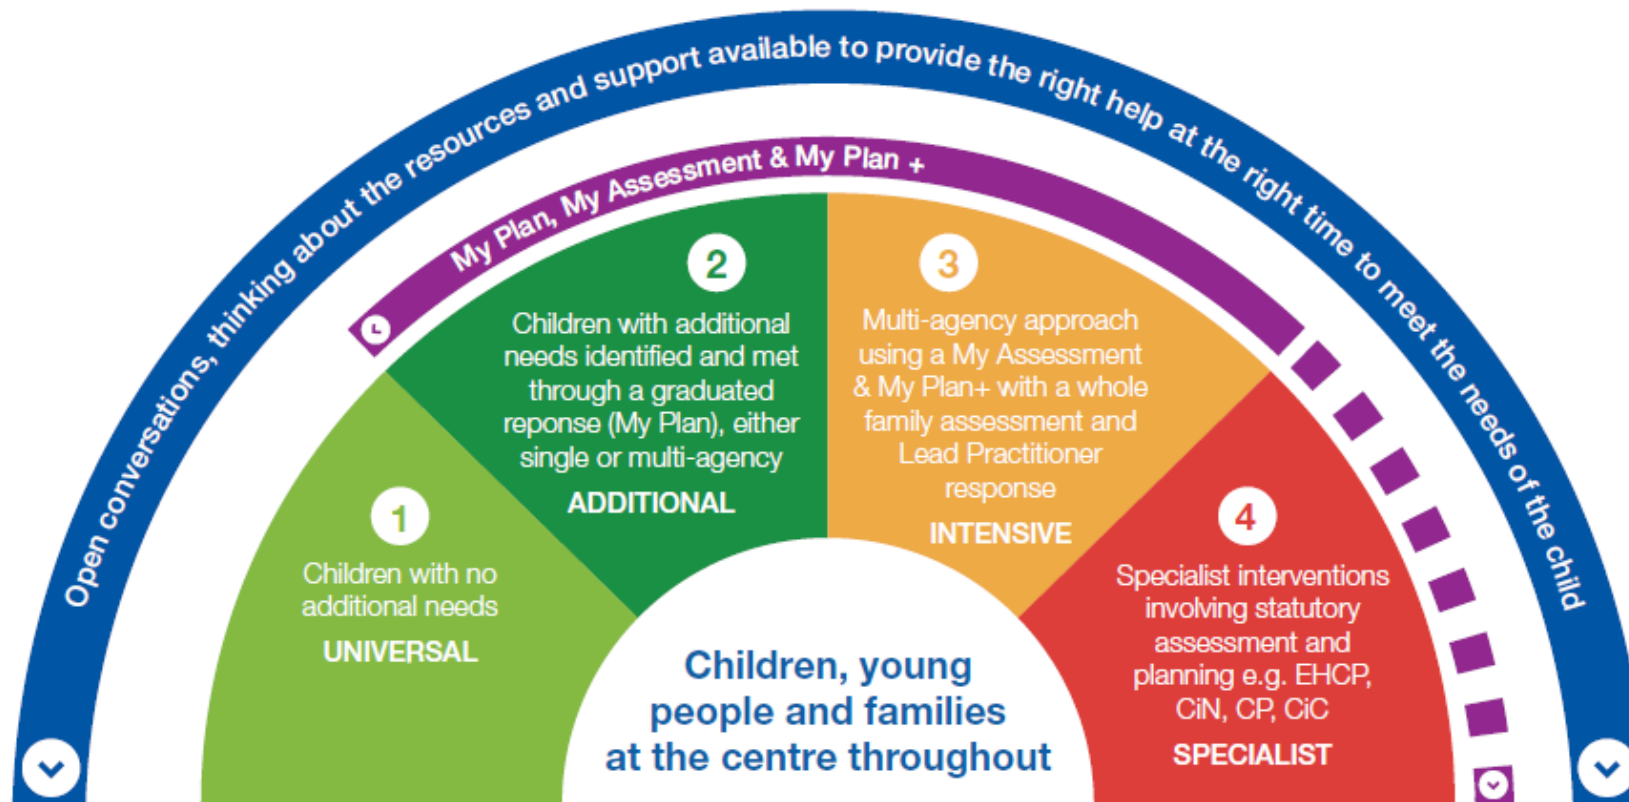 Open conversations, thinking about the resources and support available to provide the right help at the right time to meet the needs of the child
My Plan, My Assessment & My Plan +
1
Children with no
additional needs
UNIVERSAL
2
Children with additional
needs identified and met
through a graduated
reponse (My Plan), either
single or multi-agency
ADDITIONAL
3
Multi-agency approach
using a My Assessment
& My Plan+ with a whole
family assessment and
Lead Practitioner
response
INTENSIVE
4
Specialist interventions
involving statutory
assessment and
planning e.g. EHCP,
CiN, CP, CiC
SPECIALIST
Children, young
people and families
at the centre throughout